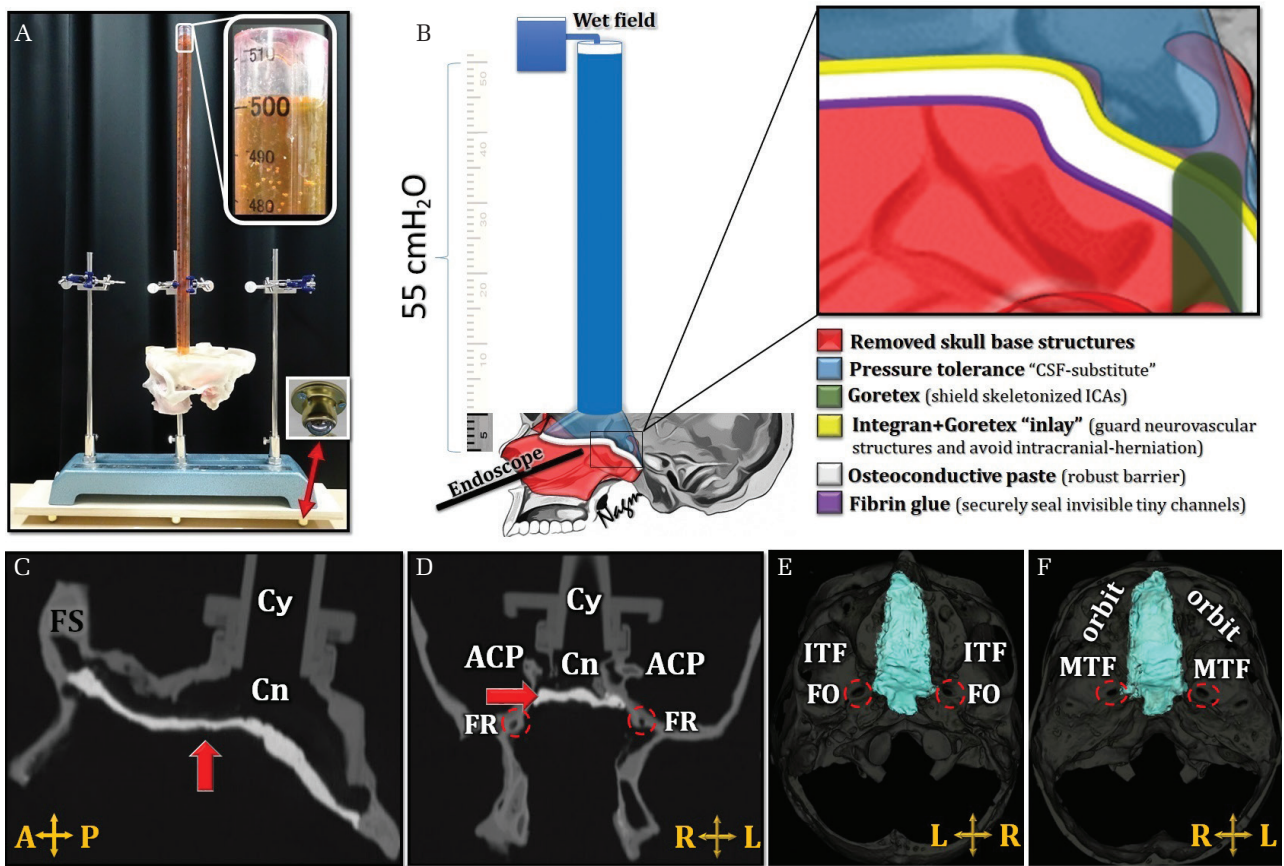 A
510
500
490
480
B
Wet field
55 cmH₂O
50
40
30
20
10
5
Endoscope
Nagm
Removed skull base structures
Pressure tolerance “CSF-substitute”
Goretex (shield skeletonized ICAs)
Integran+Goretex “inlay” (guard neurovascular
structures and avoid intracranial-herniation)
Osteoconductive paste (robust barrier)
Fibrin glue (securely seal invisible tiny channels)
C
FS
Cy
Cn
A P
D
Cy
ACP Cn ACP
FR FR
R L
E
ITF ITF
FO FO
L R
F
orbit orbit
MTF MTF
R L